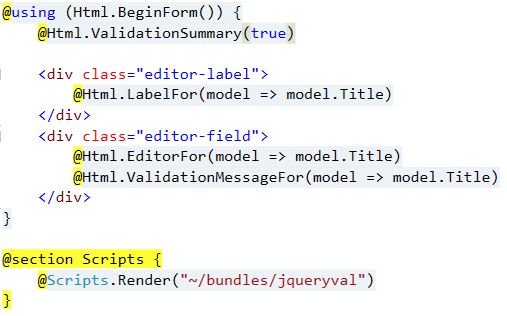 @using (Html.BeginForm()) {
    @Html.ValidationSummary(true)

    <div class="editor-label">
        @Html.LabelFor(model => model.Title)
    </div>
    <div class="editor-field">
        @Html.EditorFor(model => model.Title)
        @Html.ValidationMessageFor(model => model.Title)
    </div>
}

@section Scripts {
    @Scripts.Render("~/bundles/jqueryval")
}